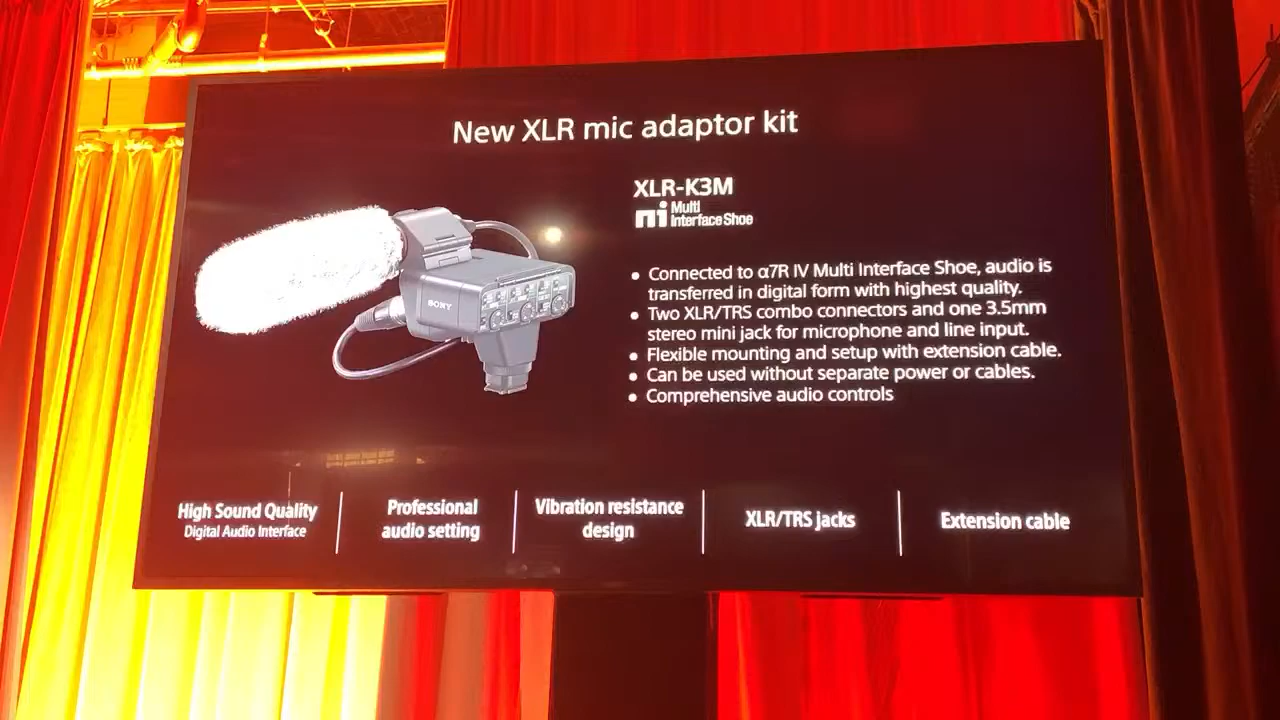 New XLR mic adaptor kit
XLR-K3M
mi Multi
Interface Shoe
SONY
• Connected to α7R IV Multi Interface Shoe, audio is
transferred in digital form with highest quality.
• Two XLR/TRS combo connectors and one 3.5mm
stereo mini jack for microphone and line input.
• Flexible mounting and setup with extension cable.
• Can be used without separate power or cables.
• Comprehensive audio controls
High Sound Quality
Digital Audio Interface
Professional
audio setting
Vibration resistance
design
XLR/TRS jacks
Extension cable